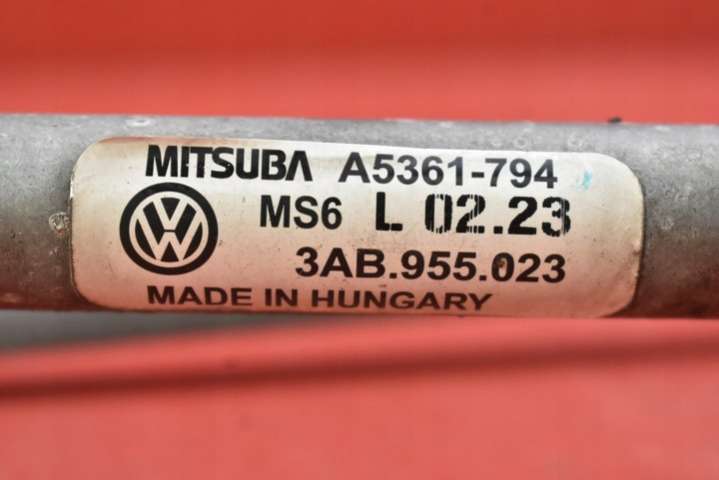 MITSUBA A5361-794
MS6 L 02.23
3AB.955.023
MADE IN HUNGARY